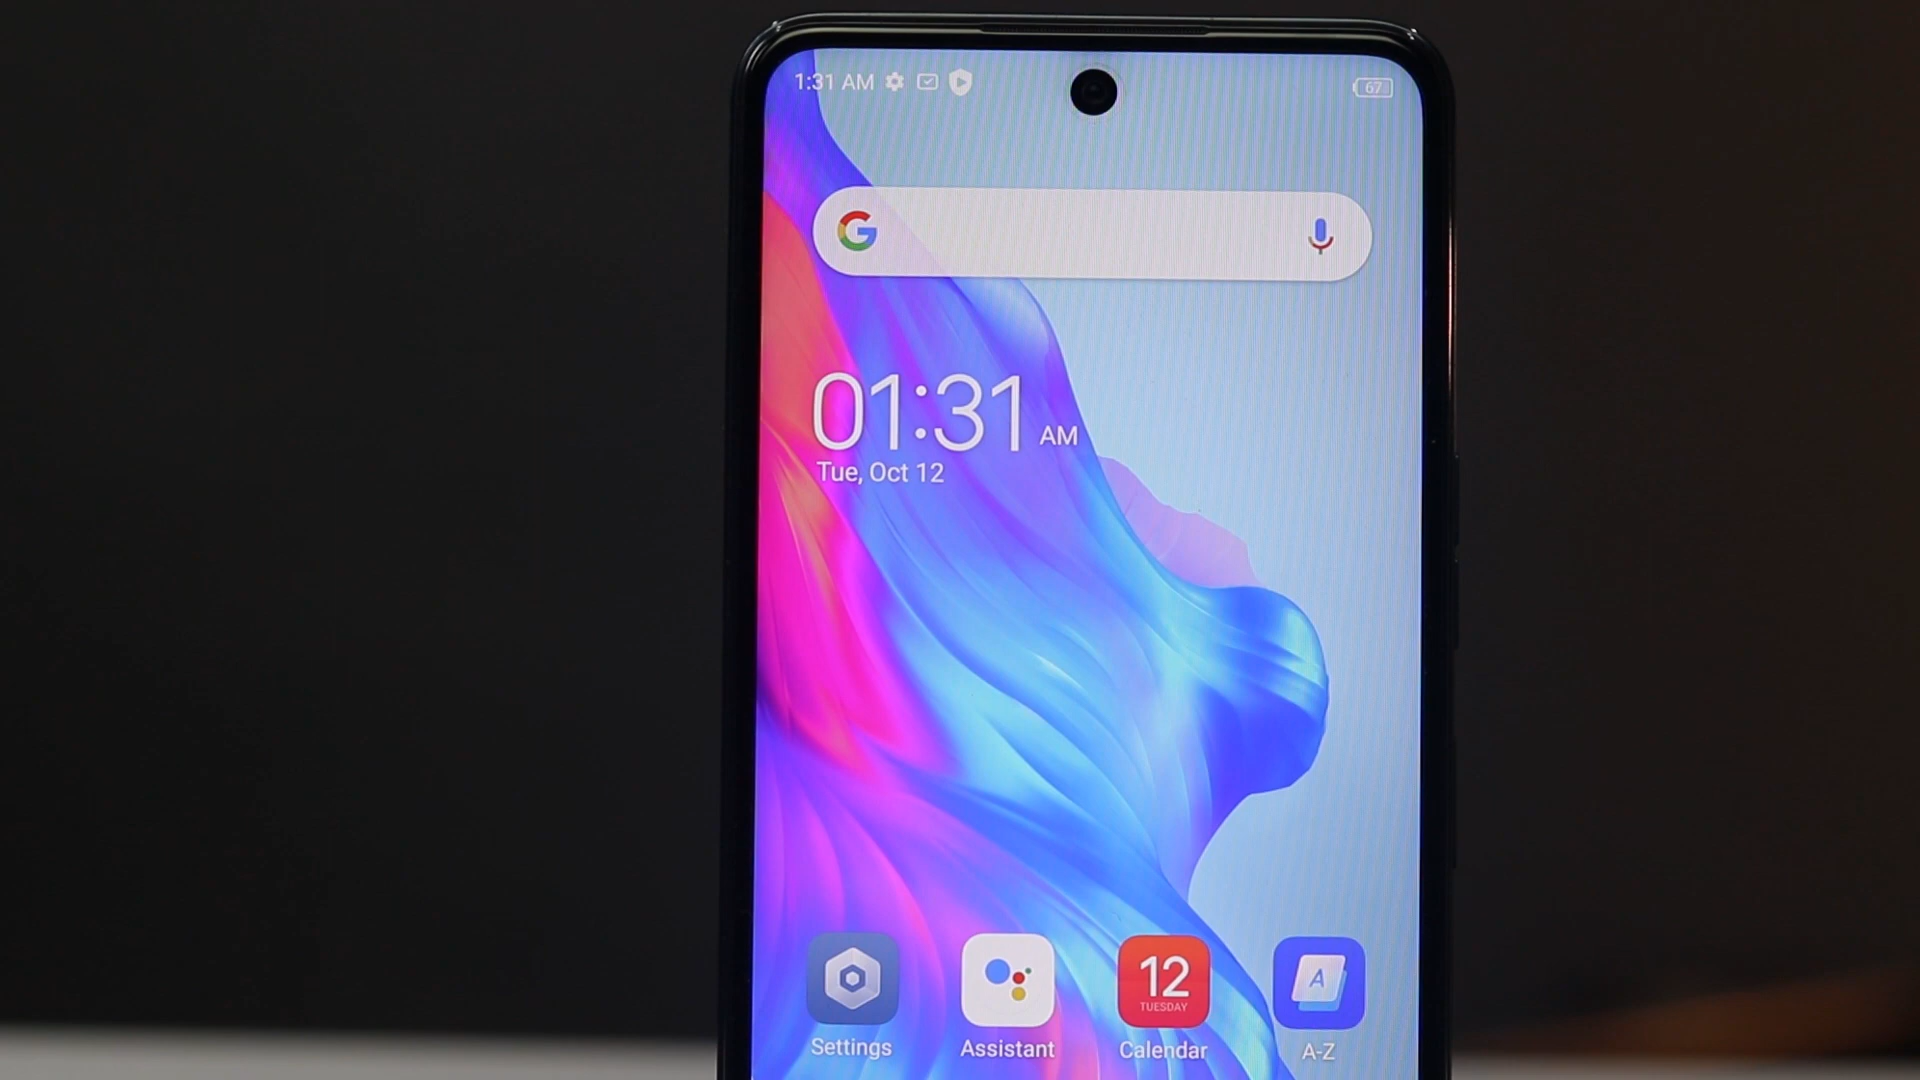 1:31 AM
67
G
01:31 AM
Tue, Oct 12
12
TUESDAY
A
Settings
Assistant
Calendar
A-Z